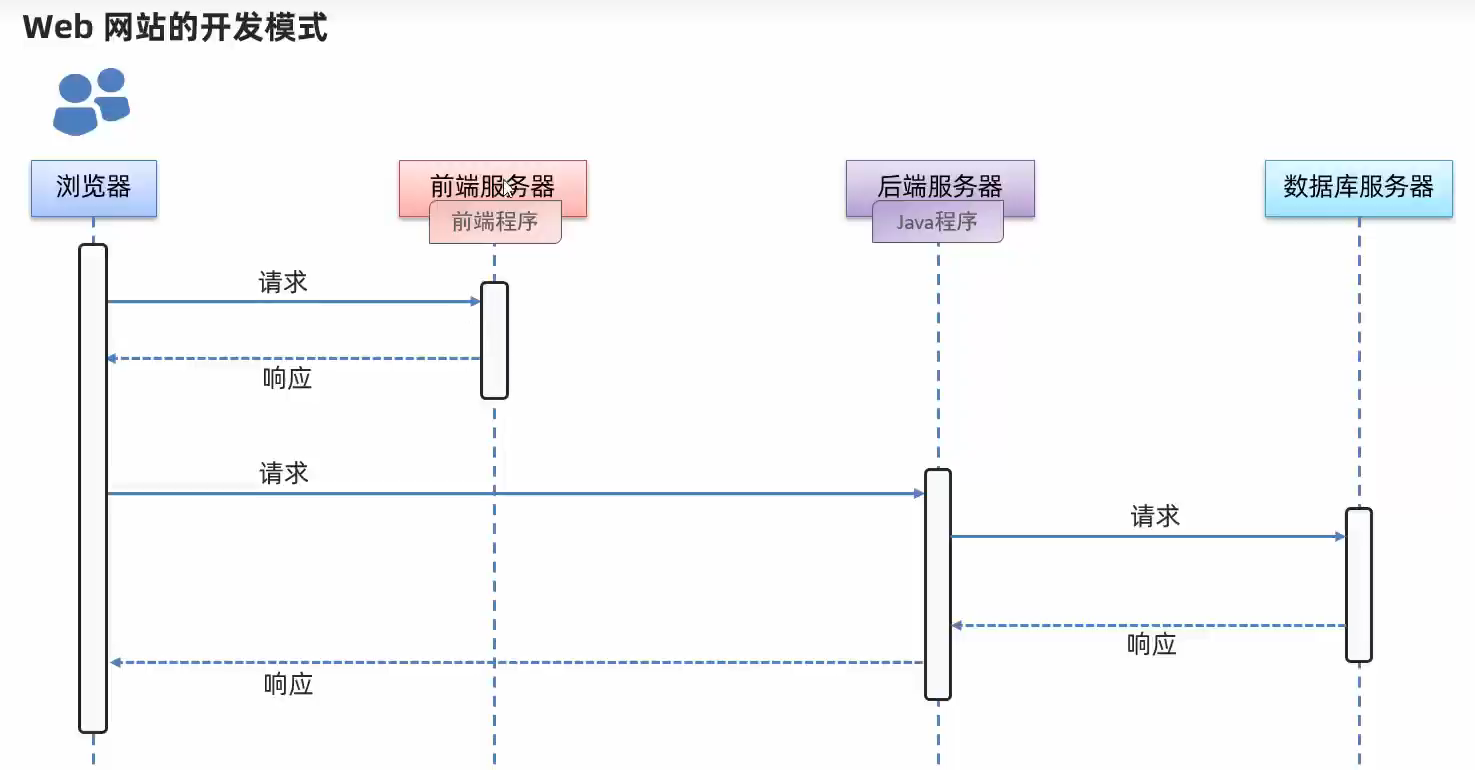 Web 网站的开发模式
浏览器
前端服务器
前端程序
后端服务器
Java程序
数据库服务器
请求
响应
请求
请求
响应
响应